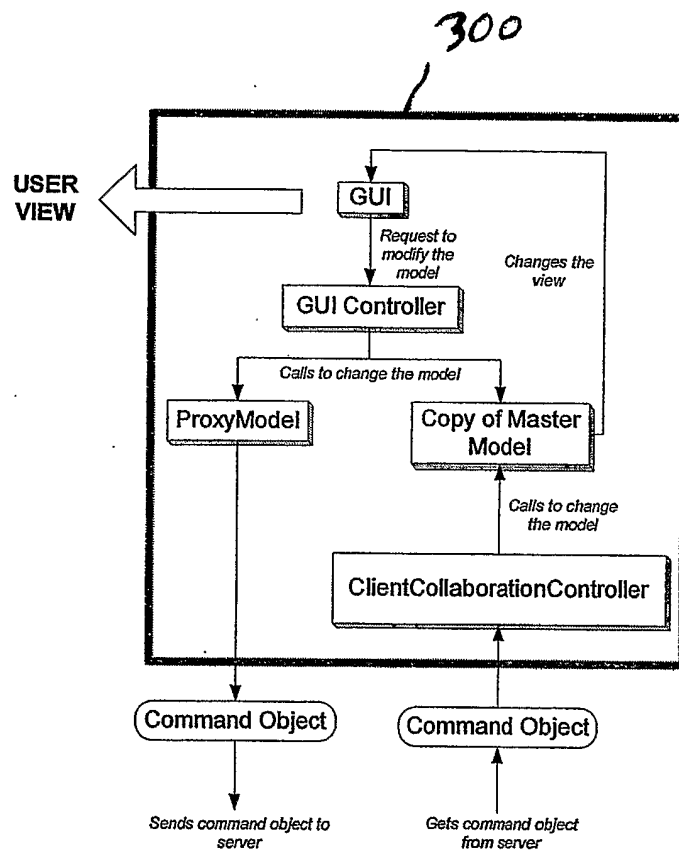 300
USER
VIEW
GUI
Request to
modify the
model
Changes the
view
GUI Controller
Calls to change the model
ProxyModel
Copy of Master
Model
Calls to change
the model
ClientCollaborationController
Command Object
Command Object
Sends command object to
server
Gets command object
from server